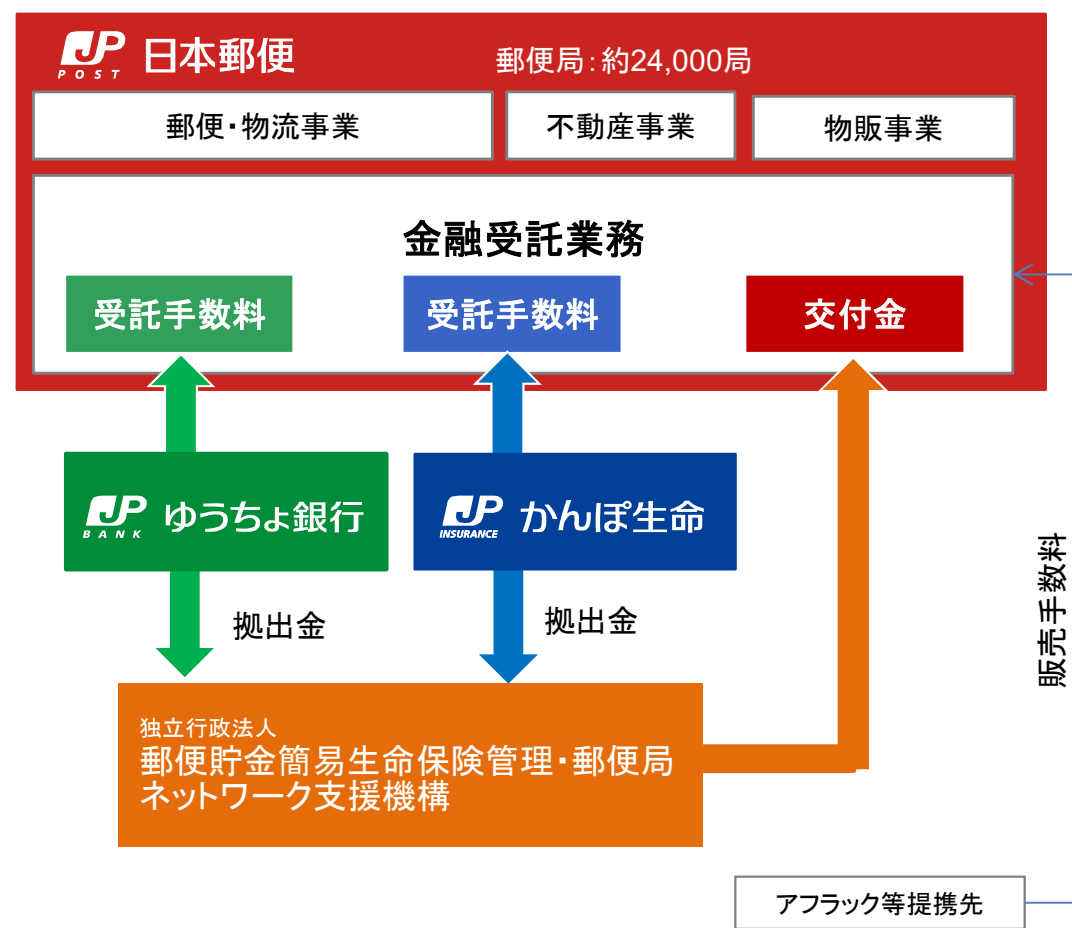 JP
POST
日本郵便
郵便局：約24,000局
郵便・物流事業
不動産事業
物販事業
金融受託業務
受託手数料
受託手数料
交付金
JP
BANK
ゆうちょ銀行
JP
INSURANCE
かんぽ生命
拠出金
拠出金
販売手数料
独立行政法人
郵便貯金簡易生命保険管理・郵便局
ネットワーク支援機構
アフラック等提携先